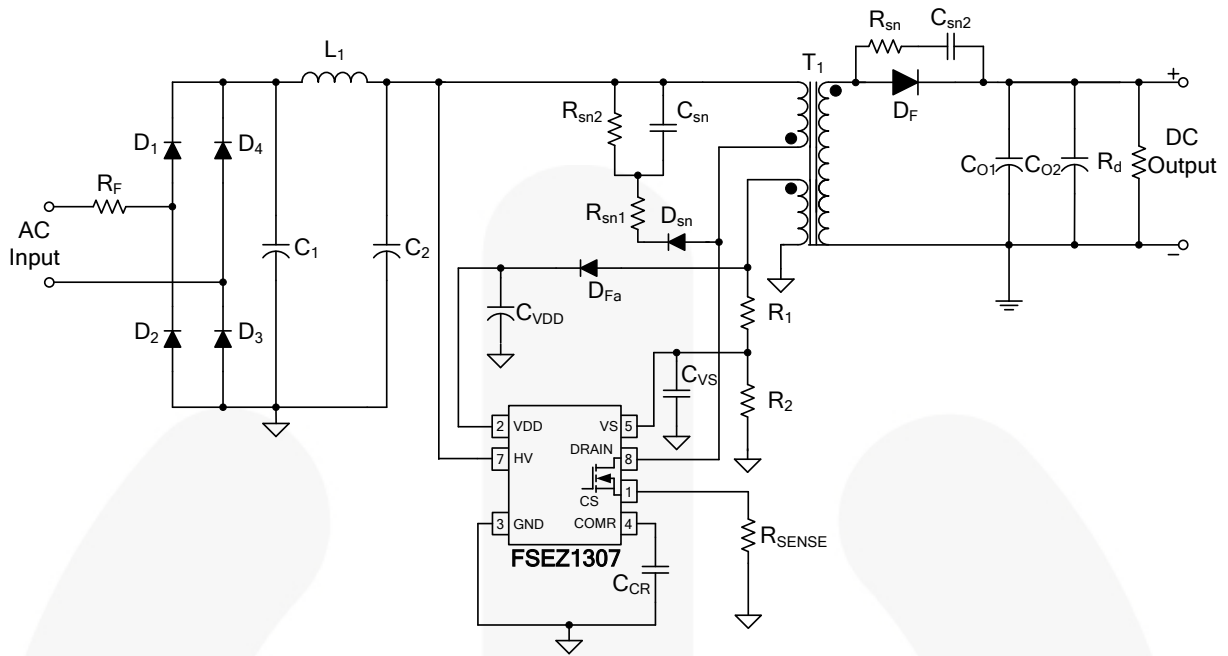 Rsn
Csn2
L1
T1
+
Rsn2
Csn
DF
DC
Output
D1
D4
CO1
CO2
Rd
RF
Rsn1
Dsn
AC
Input
C1
C2
−
DFa
R1
D2
D3
CVDD
CVS
R2
2
VDD
VS
5
DRAIN
7
HV
8
CS
1
3
GND
COMR
4
RSENSE
FSEZ1307
CCR